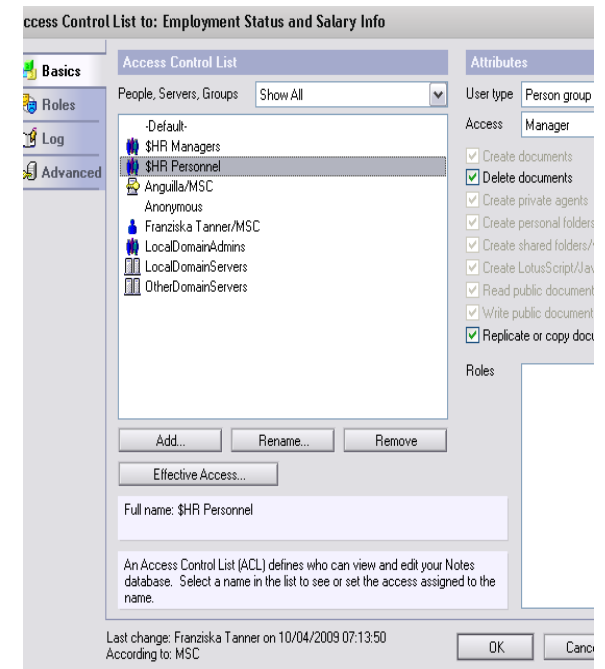 ccess Control List to: Employment Status and Salary Info
Basics
Roles
Log
Advanced
Access Control List
People, Servers, Groups Show All
-Default-
$HR Managers
$HR Personnel
Anguilla/MSC
Anonymous
Franziska Tanner/MSC
LocalDomainAdmins
LocalDomainServers
OtherDomainServers
Add... Rename... Remove
Effective Access...
Full name: $HR Personnel
An Access Control List (ACL) defines who can view and edit your Notes
database. Select a name in the list to see or set the access assigned to the
name.
Attributes
User type Person group
Access Manager
Create documents
Delete documents
Create private agents
Create personal folders
Create shared folders/
Create LotusScript/Jav
Read public document
Write public document
Replicate or copy docu
Roles
Last change: Franziska Tanner on 10/04/2009 07:13:50
According to: MSC
OK Cance